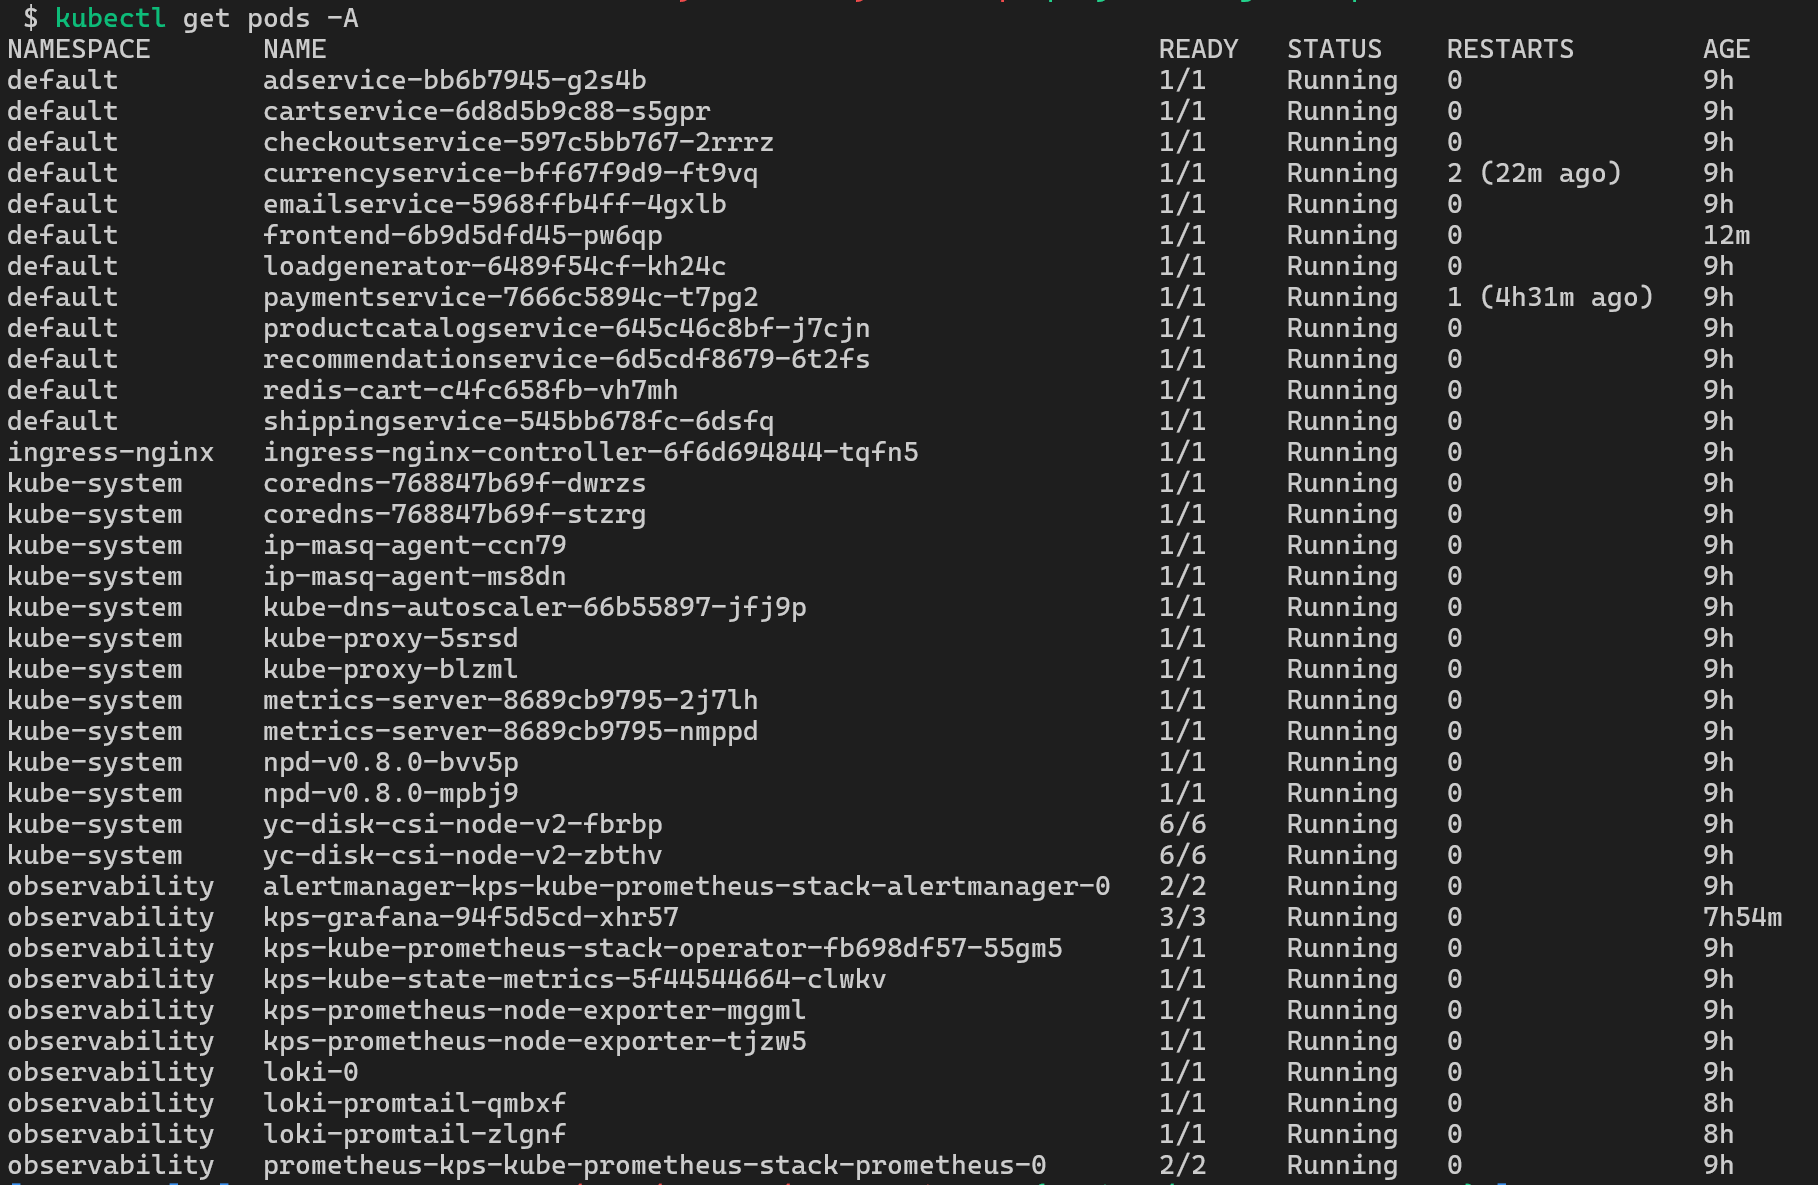 $ kubectl get pods -A
NAMESPACE NAME READY STATUS RESTARTS AGE
default adservice-bb6b7945-g2s4b 1/1 Running 0 9h
default cartservice-6d8d5b9c88-s5gpr 1/1 Running 0 9h
default checkoutservice-597c5bb767-2rrrz 1/1 Running 0 9h
default currencyservice-bff67f9d9-ft9vq 1/1 Running 2 (22m ago) 9h
default emailservice-5968ffb4ff-4gxlb 1/1 Running 0 9h
default frontend-6b9d5dfd45-pw6qp 1/1 Running 0 12m
default loadgenerator-6489f54cf-kh24c 1/1 Running 0 9h
default paymentservice-7666c5894c-t7pg2 1/1 Running 1 (4h31m ago) 9h
default productcatalogservice-645c46c8bf-j7cjn 1/1 Running 0 9h
default recommendationservice-6d5cdf8679-6t2fs 1/1 Running 0 9h
default redis-cart-c4fc658fb-vh7mh 1/1 Running 0 9h
default shippingservice-545bb678fc-6dsfq 1/1 Running 0 9h
ingress-nginx ingress-nginx-controller-6f6d694844-tqfn5 1/1 Running 0 9h
kube-system coredns-768847b69f-dwrzs 1/1 Running 0 9h
kube-system coredns-768847b69f-stzrg 1/1 Running 0 9h
kube-system ip-masq-agent-ccn79 1/1 Running 0 9h
kube-system ip-masq-agent-ms8dn 1/1 Running 0 9h
kube-system kube-dns-autoscaler-66b55897-jfj9p 1/1 Running 0 9h
kube-system kube-proxy-5srsd 1/1 Running 0 9h
kube-system kube-proxy-blzml 1/1 Running 0 9h
kube-system metrics-server-8689cb9795-2j7lh 1/1 Running 0 9h
kube-system metrics-server-8689cb9795-nmppd 1/1 Running 0 9h
kube-system npd-v0.8.0-bvv5p 1/1 Running 0 9h
kube-system npd-v0.8.0-mpbj9 1/1 Running 0 9h
kube-system yc-disk-csi-node-v2-fbrbp 6/6 Running 0 9h
kube-system yc-disk-csi-node-v2-zbthv 6/6 Running 0 9h
observability alertmanager-kps-kube-prometheus-stack-alertmanager-0 2/2 Running 0 9h
observability kps-grafana-94f5d5cd-xhr57 3/3 Running 0 7h54m
observability kps-kube-prometheus-stack-operator-fb698df57-55gm5 1/1 Running 0 9h
observability kps-kube-state-metrics-5f44544664-clwkv 1/1 Running 0 9h
observability kps-prometheus-node-exporter-mggml 1/1 Running 0 9h
observability kps-prometheus-node-exporter-tjzw5 1/1 Running 0 9h
observability loki-0 1/1 Running 0 9h
observability loki-promtail-qmbxf 1/1 Running 0 8h
observability loki-promtail-zlgnf 1/1 Running 0 8h
observability prometheus-kps-kube-prometheus-stack-prometheus-0 2/2 Running 0 9h